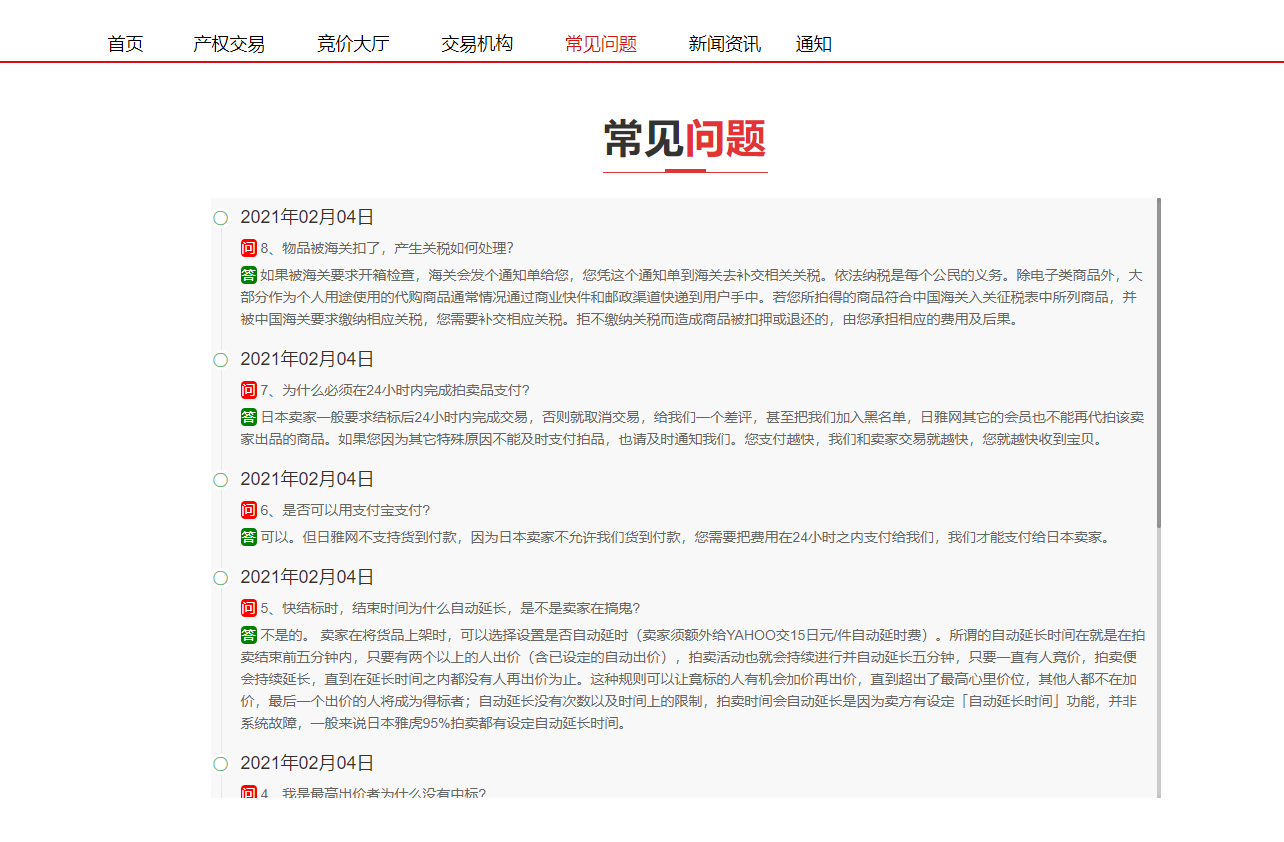 首页 产权交易 竞价大厅 交易机构 常见问题 新闻资讯 通知
常见问题
2021年02月04日
问 8、物品被海关扣了，产生关税如何处理？
答 如果被海关要求开箱检查，海关会发个通知单给您，您凭这个通知单到海关去补交相关关税。依法纳税是每个公民的义务。除电子类商品外，大
部分作为个人用途使用的代购商品通常情况通过商业快件和邮政渠道快递到用户手中。若您所拍得的商品符合中国海关入关征税表中所列商品，并
被中国海关要求缴纳相应关税，您需要补交相应关税。拒不缴纳关税而造成商品被扣押或退还的，由您承担相应的费用及后果。
2021年02月04日
问 7、为什么必须在24小时内完成拍卖品支付？
答 日本卖家一般要求结标后24小时内完成交易，否则就取消交易，给我们一个差评，甚至把我们加入黑名单，日雅网其它的会员也不能再代拍该卖
家出品的商品。如果您因为其它特殊原因不能及时支付拍品，也请及时通知我们。您支付越快，我们和卖家交易就越快，您就越快收到宝贝。
2021年02月04日
问 6、是否可以用支付宝支付？
答 可以。但日雅网不支持货到付款，因为日本卖家不允许我们货到付款，您需要把费用在24小时之内支付给我们，我们才能支付给日本卖家。
2021年02月04日
问 5、快结标时，结束时间为什么自动延长，是不是卖家在搞鬼？
答 不是的。 卖家在将货品上架时，可以选择设置是否自动延时（卖家须额外给YAHOO交15日元/件自动延时费）。所谓的自动延长时间在就是在拍
卖结束前五分钟内，只要有两个以上的人出价（含已设定的自动出价），拍卖活动也就会持续进行并自动延长五分钟，只要一直有人竞价，拍卖便
会持续延长，直到在延长时间之内都没有人再出价为止。这种规则可以让竟标的人有机会加价再出价，直到超出了最高心里价位，其他人都不在加
价，最后一个出价的人将成为得标者；自动延长没有次数以及时间上的限制，拍卖时间会自动延长是因为卖方有设定「自动延长时间」功能，并非
系统故障，一般来说日本雅虎95%拍卖都有设定自动延长时间。
2021年02月04日
问 4、我是最高出价者为什么没有中标？